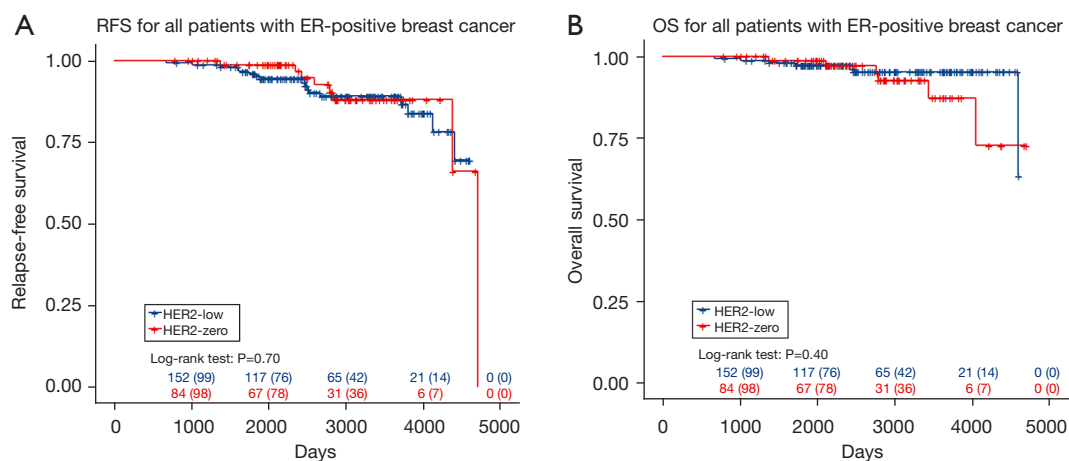 A
RFS for all patients with ER-positive breast cancer
Relapse-free survival
1.00
0.75
0.50
0.25
0.00
HER2-low
HER2-zero
Log-rank test: P=0.70
152 (99) 117 (76) 65 (42) 21 (14) 0 (0)
84 (98) 67 (78) 31 (36) 6 (7) 0 (0)
0 1000 2000 3000 4000 5000
Days
B
OS for all patients with ER-positive breast cancer
Overall survival
1.00
0.75
0.50
0.25
0.00
HER2-low
HER2-zero
Log-rank test: P=0.40
152 (99) 117 (76) 65 (42) 21 (14) 0 (0)
84 (98) 67 (78) 31 (36) 6 (7) 0 (0)
0 1000 2000 3000 4000 5000
Days